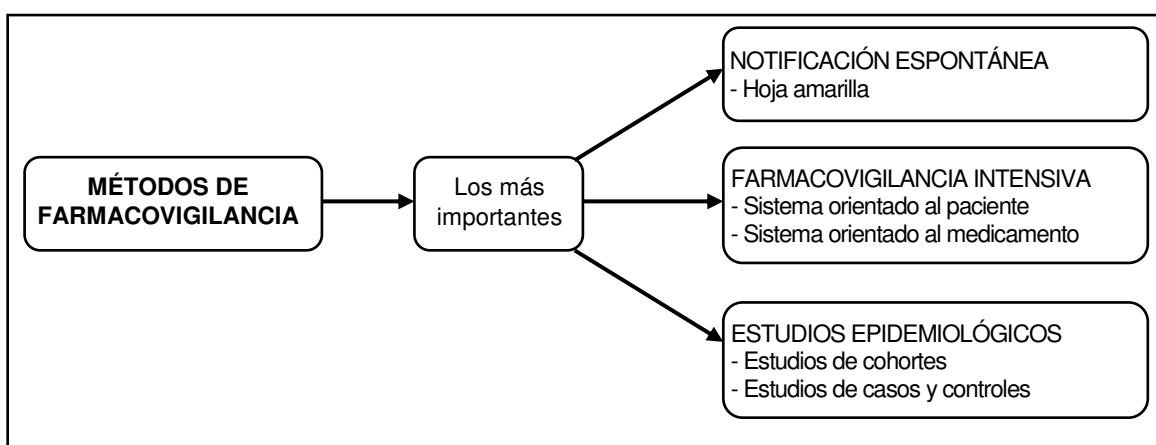 MÉTODOS DE
FARMACOVIGILANCIA
Los más
importantes
NOTIFICACIÓN ESPONTÁNEA
- Hoja amarilla
FARMACOVIGILANCIA INTENSIVA
- Sistema orientado al paciente
- Sistema orientado al medicamento
ESTUDIOS EPIDEMIOLÓGICOS
- Estudios de cohortes
- Estudios de casos y controles